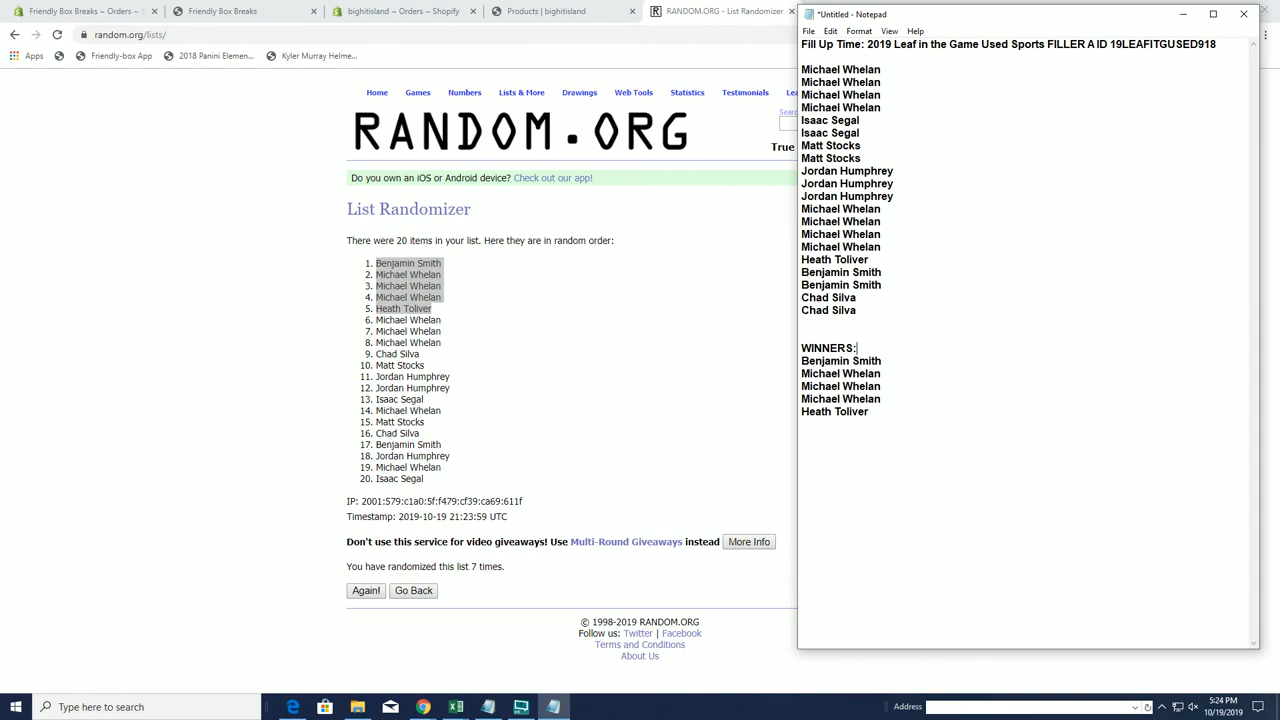 Friendly Box Breaks ~ Orders ~ S
Friendly Box Breaks
bighitisland ~ Orders ~ Shopify
Products | bighitisland
RANDOM.ORG - List Randomizer
random.org/lists/
Apps
Friendly-box App
2018 Panini Elemen...
Kyler Murray Helme...
Home
Games
Numbers
Lists & More
Drawings
Web Tools
Statistics
Testimonials
Lea
RANDOM.ORG
True
Do you own an iOS or Android device? Check out our app!
List Randomizer
There were 20 items in your list. Here they are in random order:
1. Benjamin Smith
2. Michael Whelan
3. Michael Whelan
4. Michael Whelan
5. Heath Toliver
6. Michael Whelan
7. Michael Whelan
8. Michael Whelan
9. Chad Silva
10. Matt Stocks
11. Jordan Humphrey
12. Jordan Humphrey
13. Isaac Segal
14. Michael Whelan
15. Matt Stocks
16. Chad Silva
17. Benjamin Smith
18. Jordan Humphrey
19. Michael Whelan
20. Isaac Segal
IP: 2001:579:c1a0:5f:f479:cf39:ca69:611f
Timestamp: 2019-10-19 21:23:59 UTC
Don't use this service for video giveaways! Use Multi-Round Giveaways instead More Info
You have randomized this list 7 times.
Again! Go Back
© 1998-2019 RANDOM.ORG
Follow us: Twitter | Facebook
Terms and Conditions
About Us
*Untitled - Notepad
File Edit Format View Help
Fill Up Time: 2019 Leaf in the Game Used Sports FILLER A ID 19LEAFITGUSED918
Michael Whelan
Michael Whelan
Michael Whelan
Michael Whelan
Isaac Segal
Isaac Segal
Matt Stocks
Matt Stocks
Jordan Humphrey
Jordan Humphrey
Jordan Humphrey
Michael Whelan
Michael Whelan
Michael Whelan
Michael Whelan
Heath Toliver
Benjamin Smith
Benjamin Smith
Chad Silva
Chad Silva
WINNERS:
Benjamin Smith
Michael Whelan
Michael Whelan
Michael Whelan
Heath Toliver
Type here to search
Address
5:24 PM
10/19/2019